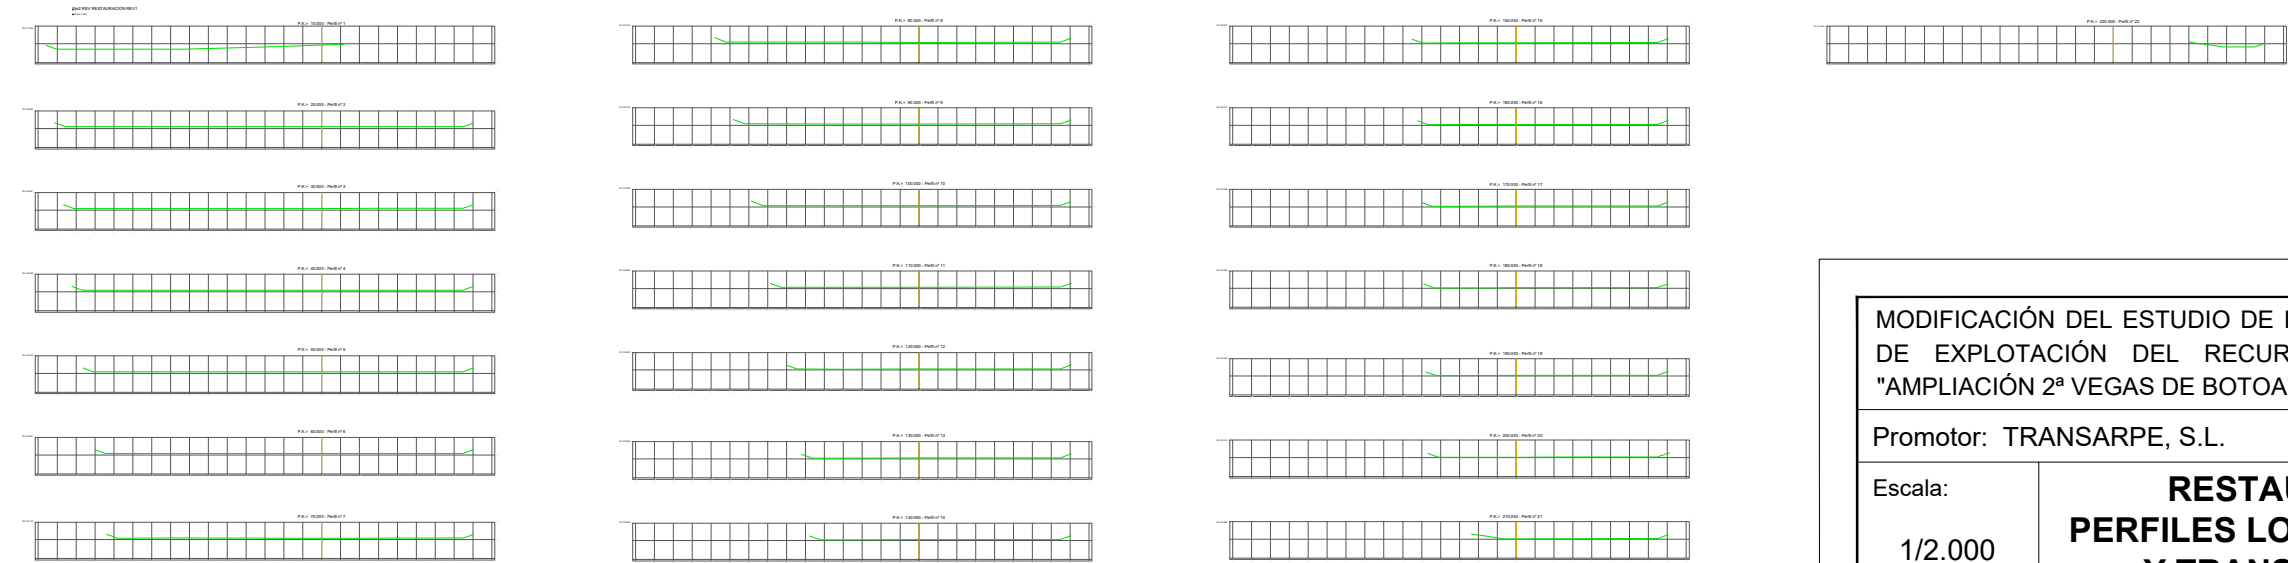 Eje2 REV RESTAURACION REV1
P.K.= 10.000 - Perfil nº 1
P.K.= 20.000 - Perfil nº 2
P.K.= 30.000 - Perfil nº 3
P.K.= 40.000 - Perfil nº 4
P.K.= 50.000 - Perfil nº 5
P.K.= 60.000 - Perfil nº 6
P.K.= 70.000 - Perfil nº 7
P.K.= 80.000 - Perfil nº 8
P.K.= 90.000 - Perfil nº 9
P.K.= 100.000 - Perfil nº 10
P.K.= 110.000 - Perfil nº 11
P.K.= 120.000 - Perfil nº 12
P.K.= 130.000 - Perfil nº 13
P.K.= 140.000 - Perfil nº 14
P.K.= 150.000 - Perfil nº 15
P.K.= 160.000 - Perfil nº 16
P.K.= 170.000 - Perfil nº 17
P.K.= 180.000 - Perfil nº 18
P.K.= 190.000 - Perfil nº 19
P.K.= 200.000 - Perfil nº 20
P.K.= 210.000 - Perfil nº 21
P.K.= 220.000 - Perfil nº 22
MODIFICACIÓN DEL ESTUDIO DE
DE EXPLOTACIÓN DEL RECUR
"AMPLIACIÓN 2ª VEGAS DE BOTOA"
Promotor: TRANSARPE, S.L.
Escala:
1/2.000
RESTAU
PERFILES LO
Y TRANS